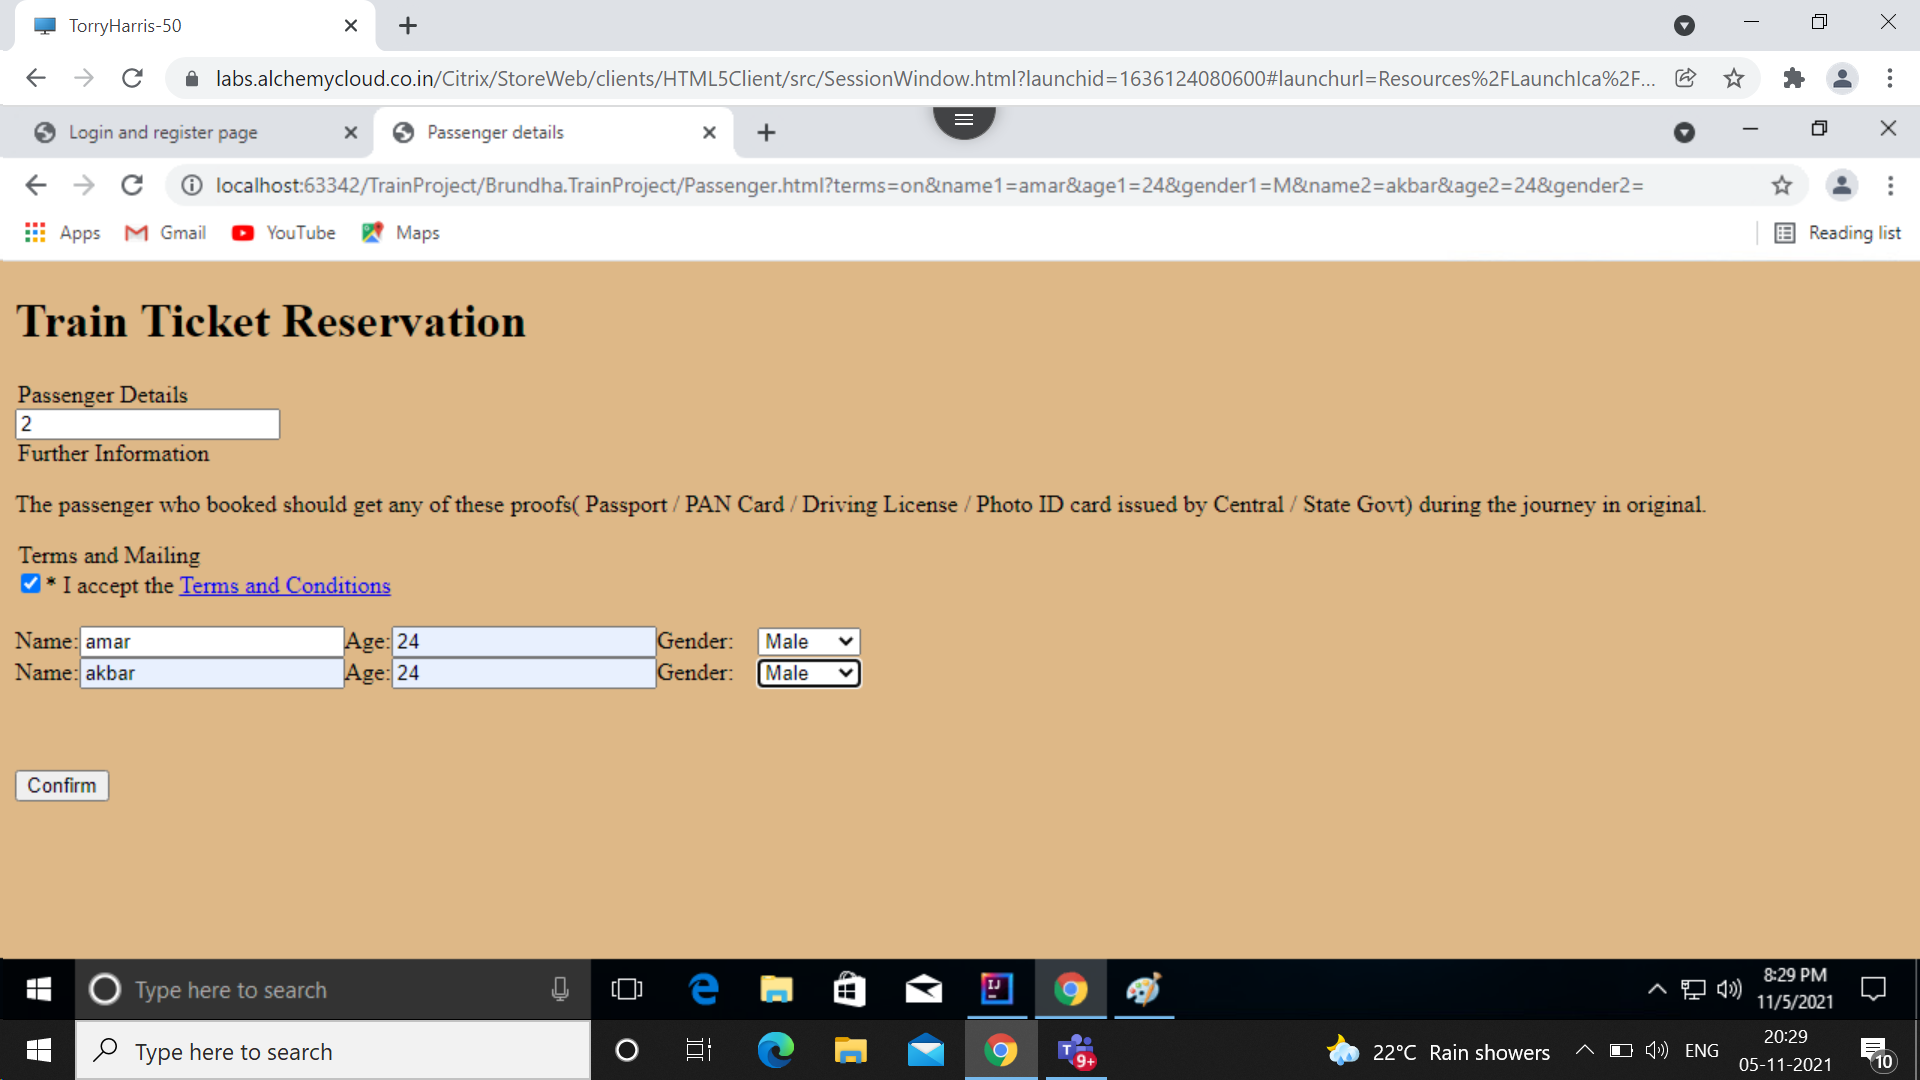 TorryHarris-50
labs.alchemycloud.co.in/Citrix/StoreWeb/clients/HTML5Client/src/SessionWindow.html?launchid=1636124080600#launchurl=Resources%2FLaunchIca%2F...
Login and register page
Passenger details
localhost:63342/TrainProject/Brundha.TrainProject/Passenger.html?terms=on&name1=amar&age1=24&gender1=M&name2=akbar&age2=24&gender2=
Apps Gmail YouTube Maps Reading list
Train Ticket Reservation
Passenger Details
2
Further Information
The passenger who booked should get any of these proofs( Passport / PAN Card / Driving License / Photo ID card issued by Central / State Govt) during the journey in original.
Terms and Mailing
* I accept the Terms and Conditions
Name: amar Age: 24 Gender: Male
Name: akbar Age: 24 Gender: Male
Confirm
Type here to search
IJ
8:29 PM
11/5/2021
Type here to search
T 9+
22°C Rain showers
ENG
20:29
05-11-2021
10